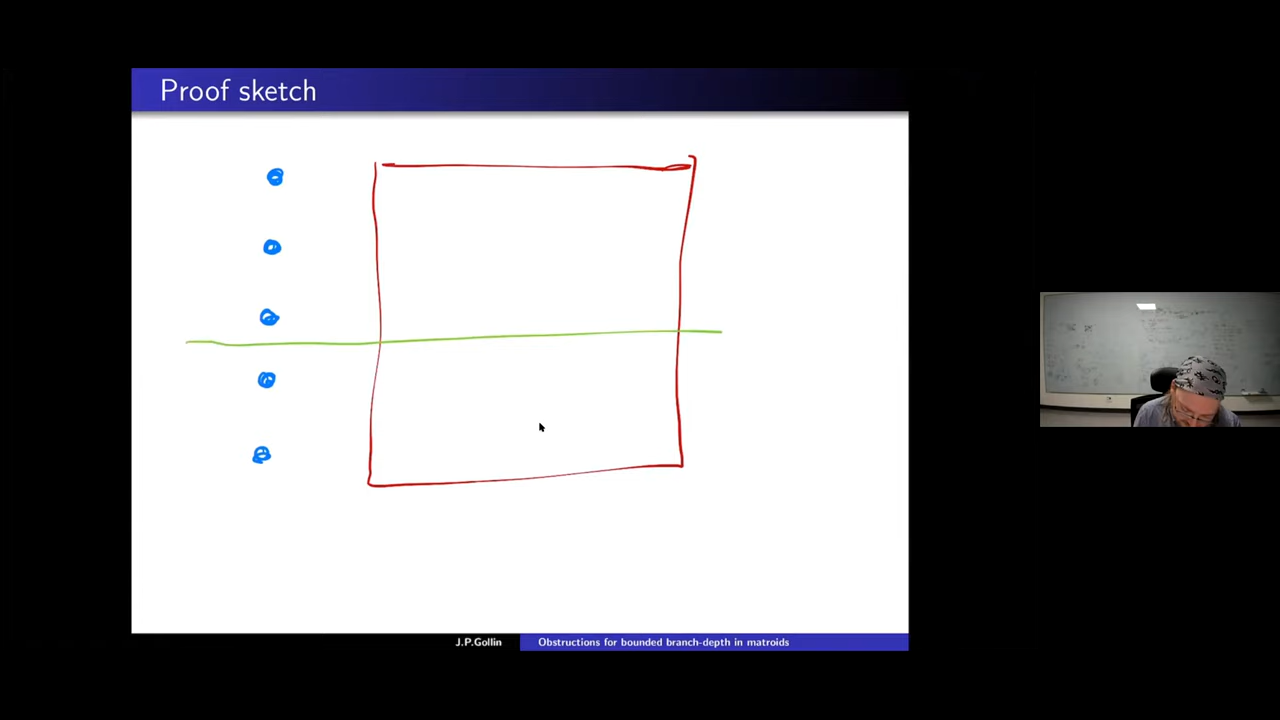 Proof sketch
J.P.Gollin
Obstructions for bounded branch-depth in matroids